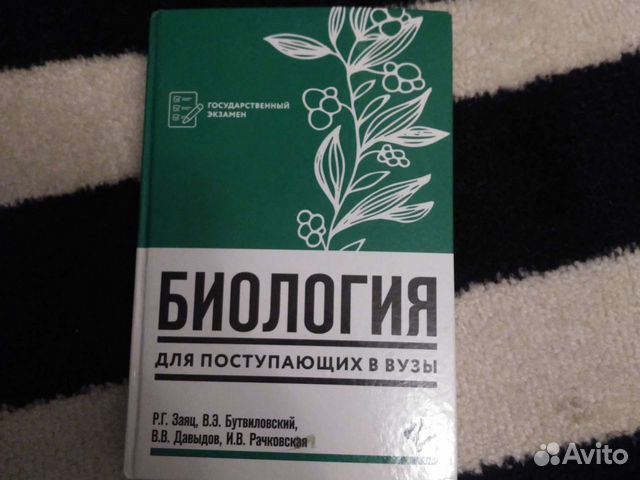 ГОСУДАРСТВЕННЫЙ
ЭКЗАМЕН
БИОЛОГИЯ
ДЛЯ ПОСТУПАЮЩИХ В ВУЗЫ
Р.Г. Заяц, В.Э. Бутвиловский,
В.В. Давыдов, И.В. Рачковская
Avito